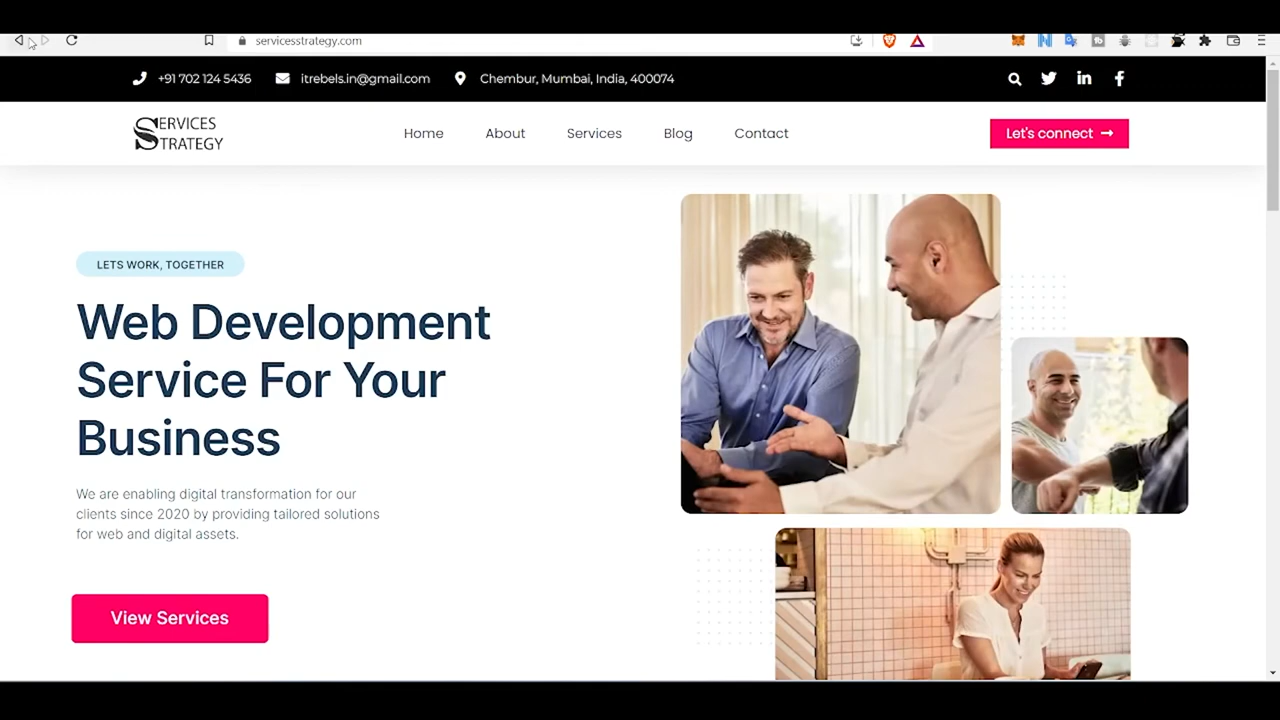 servicesstrategy.com
+91 702 124 5436 itrebels.in@gmail.com Chembur, Mumbai, India, 400074
SERVICES
STRATEGY
Home About Services Blog Contact
Let's connect →
LETS WORK, TOGETHER
Web Development
Service For Your
Business
We are enabling digital transformation for our
clients since 2020 by providing tailored solutions
for web and digital assets.
View Services